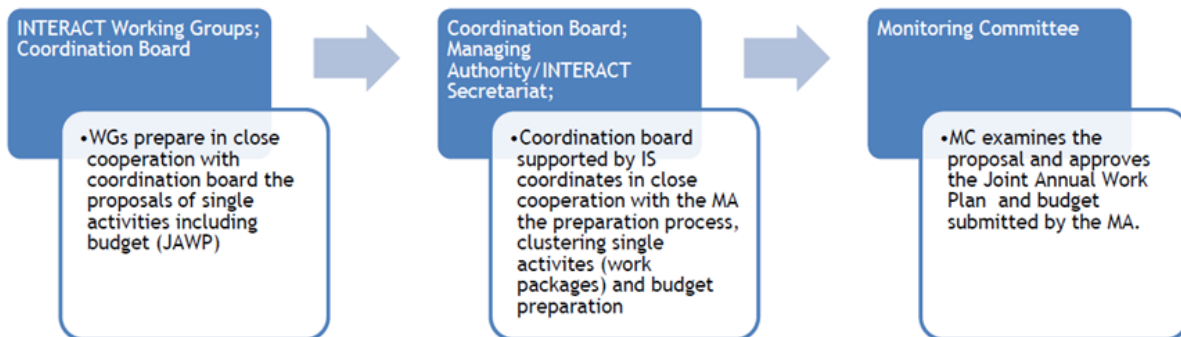 INTERACT Working Groups;
Coordination Board
•WGs prepare in close
cooperation with
coordination board the
proposals of single
activities including
budget (JAWP)
Coordination Board;
Managing
Authority/INTERACT
Secretariat;
•Coordination board
supported by IS
coordinates in close
cooperation with the MA
the preparation process,
clustering single
activites (work
packages) and budget
preparation
Monitoring Committee
•MC examines the
proposal and approves
the Joint Annual Work
Plan and budget
submitted by the MA.